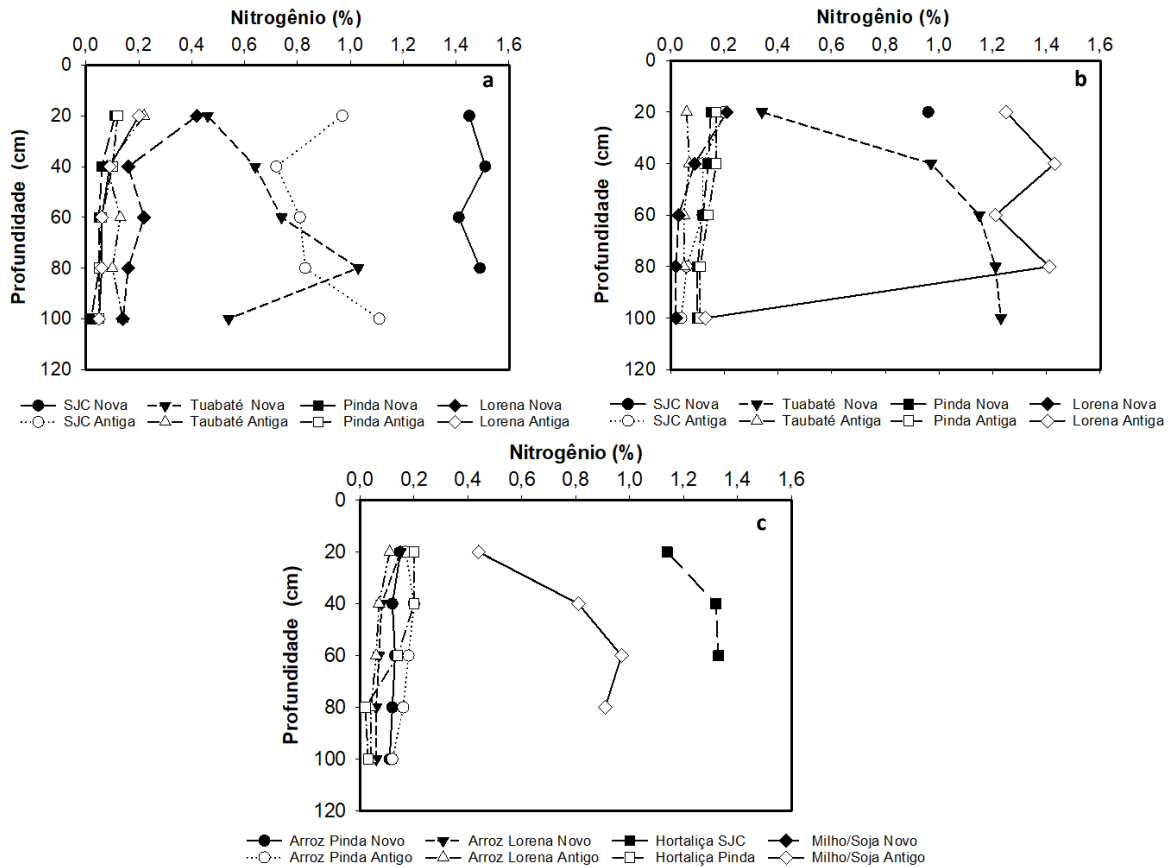 Nitrogênio (%)
0,0 0,2 0,4 0,6 0,8 1,0 1,2 1,4 1,6
a
Profundidade (cm)
0
20
40
60
80
100
120
SJC Nova Tuabaté Nova Pinda Nova Lorena Nova
SJC Antiga Taubaté Antiga Pinda Antiga Lorena Antiga
Nitrogênio (%)
0,0 0,2 0,4 0,6 0,8 1,0 1,2 1,4 1,6
b
Profundidade (cm)
0
20
40
60
80
100
120
SJC Nova Tuabaté Nova Pinda Nova Lorena Nova
SJC Antiga Taubaté Antiga Pinda Antiga Lorena Antiga
Nitrogênio (%)
0,0 0,2 0,4 0,6 0,8 1,0 1,2 1,4 1,6
c
Profundidade (cm)
0
20
40
60
80
100
120
Arroz Pinda Novo Arroz Lorena Novo Hortaliça SJC Milho/Soja Novo
Arroz Pinda Antigo Arroz Lorena Antigo Hortaliça Pinda Milho/Soja Antigo